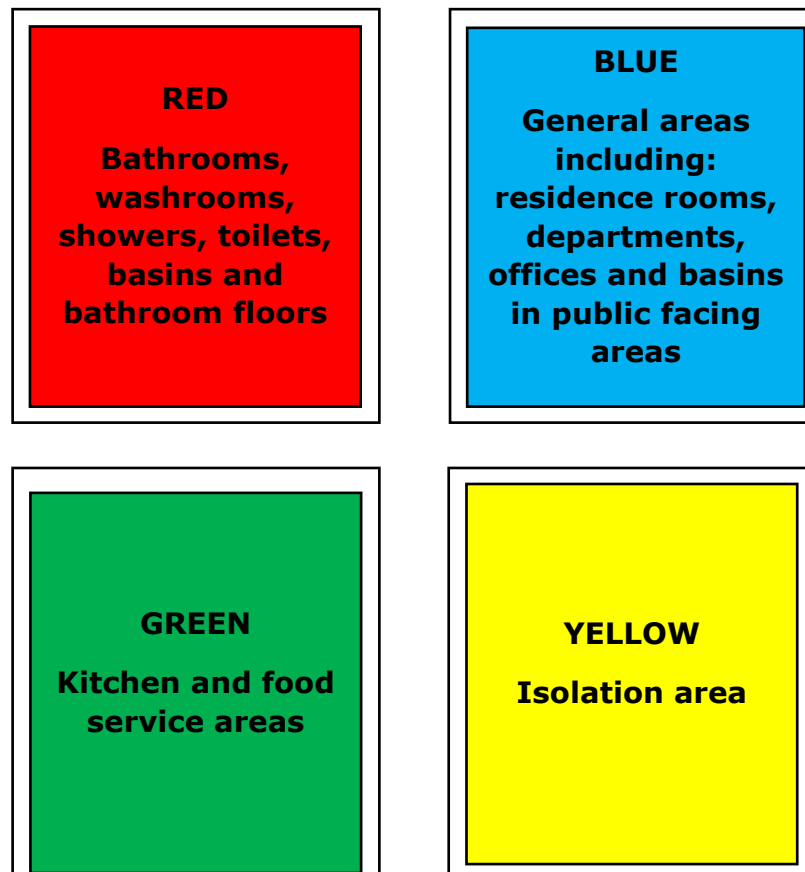 RED
Bathrooms,
washrooms,
showers, toilets,
basins and
bathroom floors
BLUE
General areas
including:
residence rooms,
departments,
offices and basins
in public facing
areas
GREEN
Kitchen and food
service areas
YELLOW
Isolation area